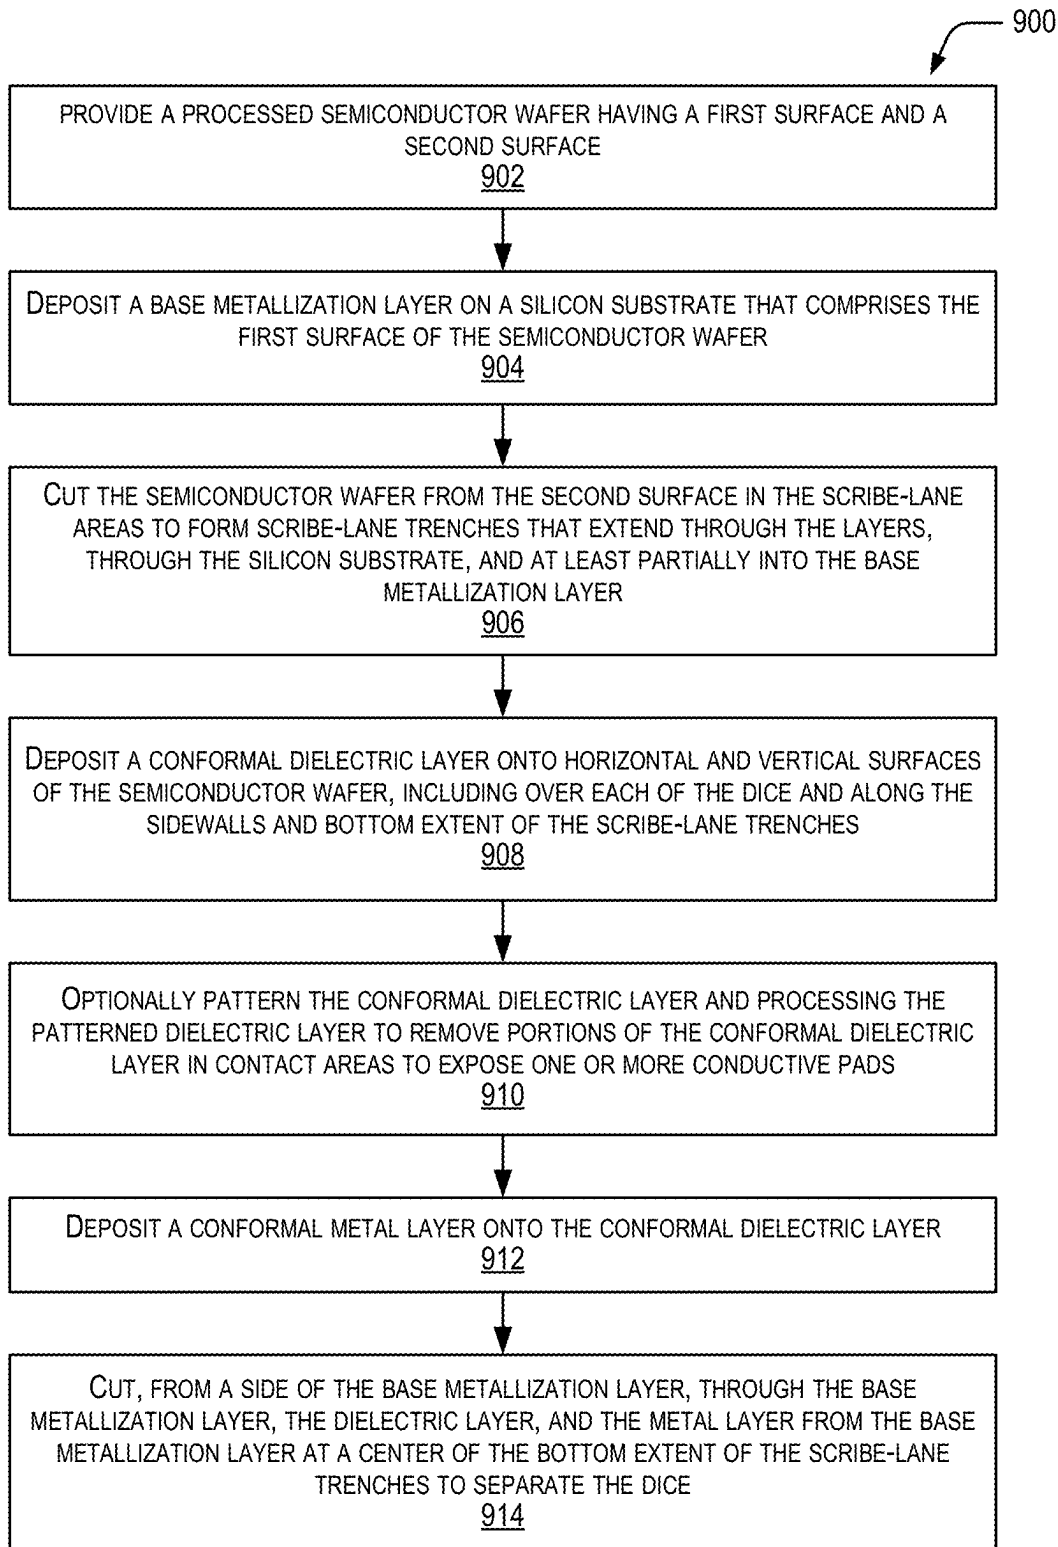 900
PROVIDE A PROCESSED SEMICONDUCTOR WAFER HAVING A FIRST SURFACE AND A
SECOND SURFACE
902
DEPOSIT A BASE METALLIZATION LAYER ON A SILICON SUBSTRATE THAT COMPRISES THE
FIRST SURFACE OF THE SEMICONDUCTOR WAFER
904
CUT THE SEMICONDUCTOR WAFER FROM THE SECOND SURFACE IN THE SCRIBE-LANE
AREAS TO FORM SCRIBE-LANE TRENCHES THAT EXTEND THROUGH THE LAYERS,
THROUGH THE SILICON SUBSTRATE, AND AT LEAST PARTIALLY INTO THE BASE
METALLIZATION LAYER
906
DEPOSIT A CONFORMAL DIELECTRIC LAYER ONTO HORIZONTAL AND VERTICAL SURFACES
OF THE SEMICONDUCTOR WAFER, INCLUDING OVER EACH OF THE DICE AND ALONG THE
SIDEWALLS AND BOTTOM EXTENT OF THE SCRIBE-LANE TRENCHES
908
OPTIONALLY PATTERN THE CONFORMAL DIELECTRIC LAYER AND PROCESSING THE
PATTERNED DIELECTRIC LAYER TO REMOVE PORTIONS OF THE CONFORMAL DIELECTRIC
LAYER IN CONTACT AREAS TO EXPOSE ONE OR MORE CONDUCTIVE PADS
910
DEPOSIT A CONFORMAL METAL LAYER ONTO THE CONFORMAL DIELECTRIC LAYER
912
CUT, FROM A SIDE OF THE BASE METALLIZATION LAYER, THROUGH THE BASE
METALLIZATION LAYER, THE DIELECTRIC LAYER, AND THE METAL LAYER FROM THE BASE
METALLIZATION LAYER AT A CENTER OF THE BOTTOM EXTENT OF THE SCRIBE-LANE
TRENCHES TO SEPARATE THE DICE
914